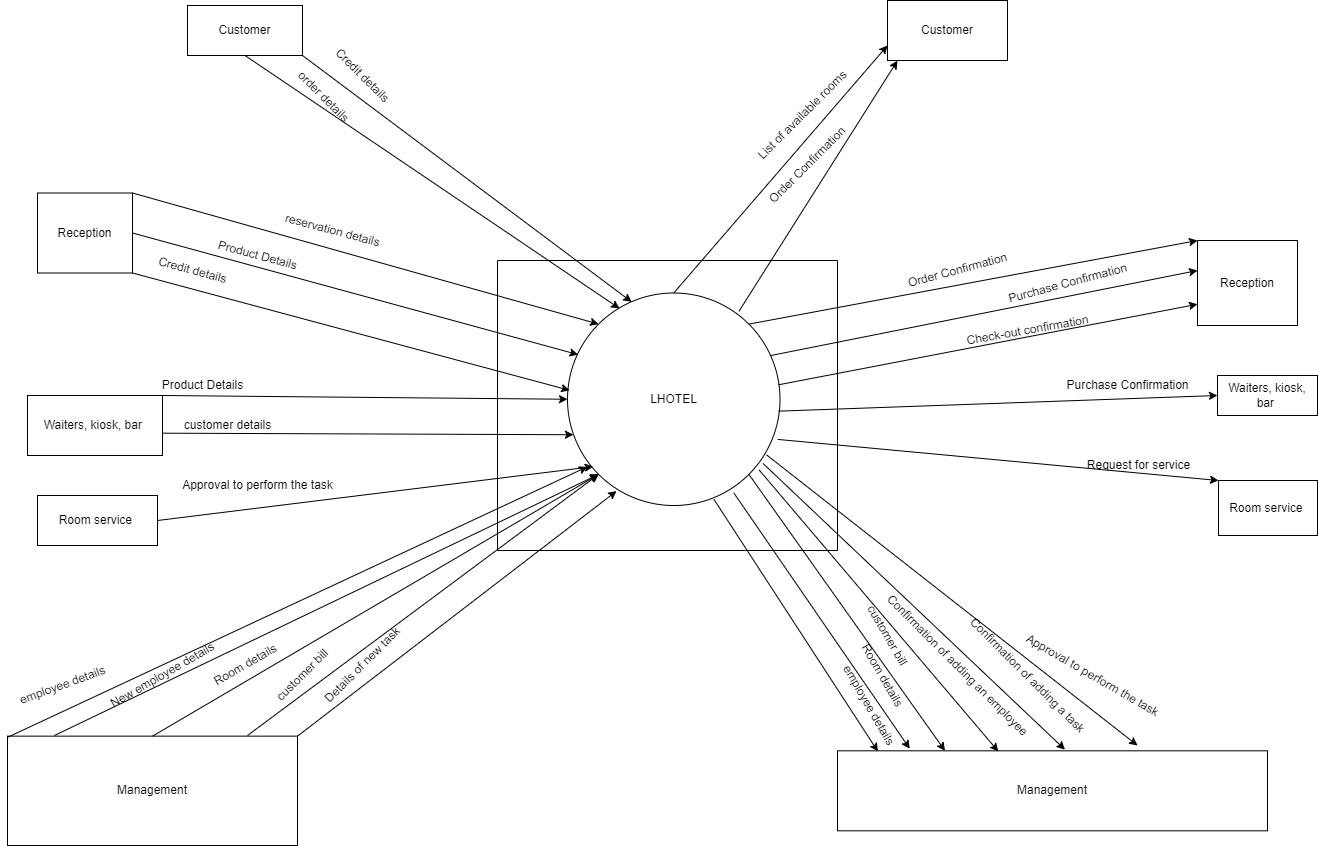 Customer
Customer
Credit details
order details
List of available rooms
Order Confirmation
Reception
reservation details
Product Details
Credit details
Order Confirmation
Purchase Confirmation
Check-out confirmation
Reception
Product Details
Waiters, kiosk, bar
customer details
LHOTEL
Purchase Confirmation
Waiters, kiosk,
bar
Approval to perform the task
Room service
Request for service
Room service
employee details
New employee details
Room details
customer bill
Details of new task
employee details
Room details
customer bill
Confirmation of adding an employee
Confirmation of adding a task
Approval to perform the task
Management
Management